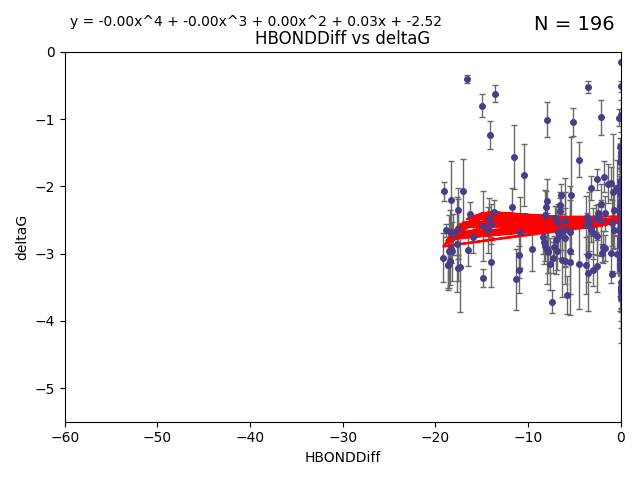 y = -0.00x^4 + -0.00x^3 + 0.00x^2 + 0.03x + -2.52
N = 196
HBONDDiff vs deltaG
0
−1
−2
−3
−4
−5
deltaG
−60
−50
−40
−30
−20
−10
0
HBONDDiff